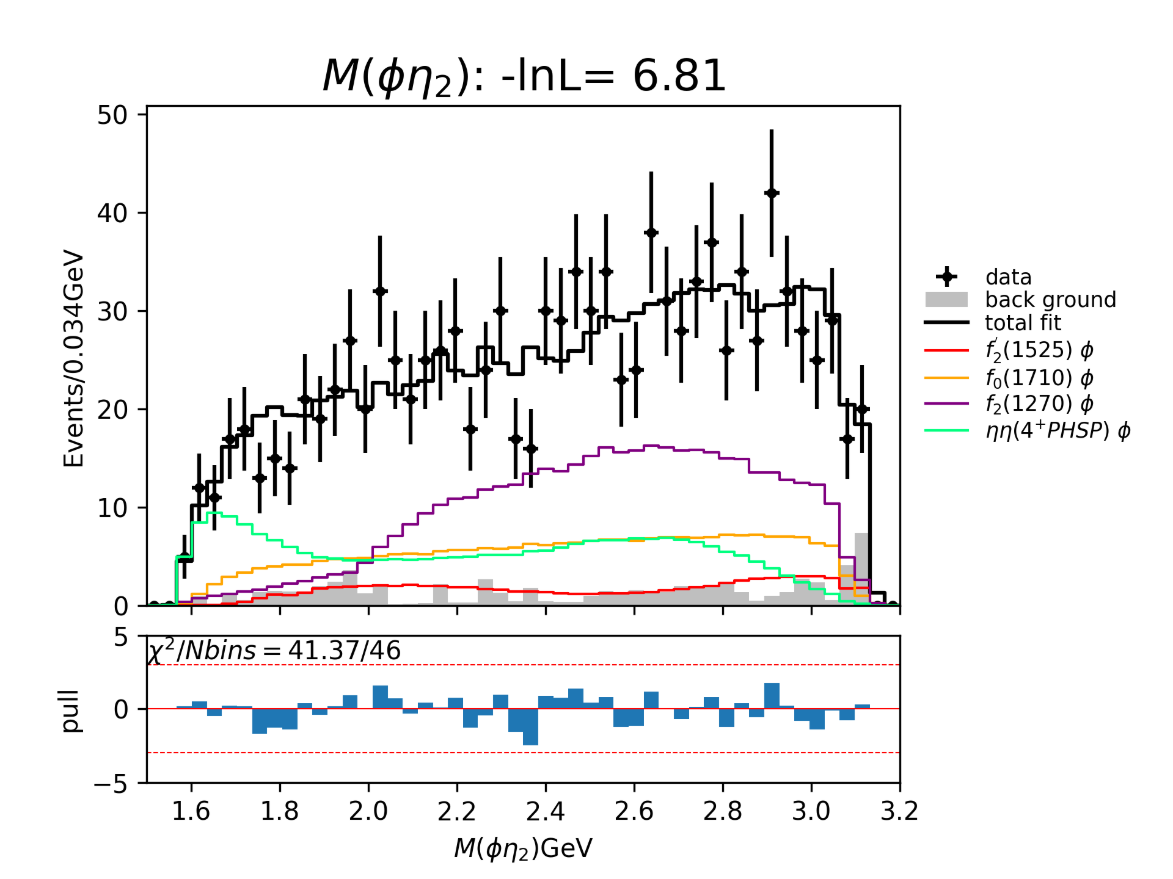 M(ϕη₂): -lnL= 6.81
50
40
30
20
10
0
Events/0.034GeV
data
back ground
total fit
f₂′(1525) ϕ
f₀(1710) ϕ
f₂(1270) ϕ
ηη(4⁺PHSP) ϕ
χ²/Nbins = 41.37/46
5
0
−5
pull
1.6 1.8 2.0 2.2 2.4 2.6 2.8 3.0 3.2
M(ϕη₂)GeV